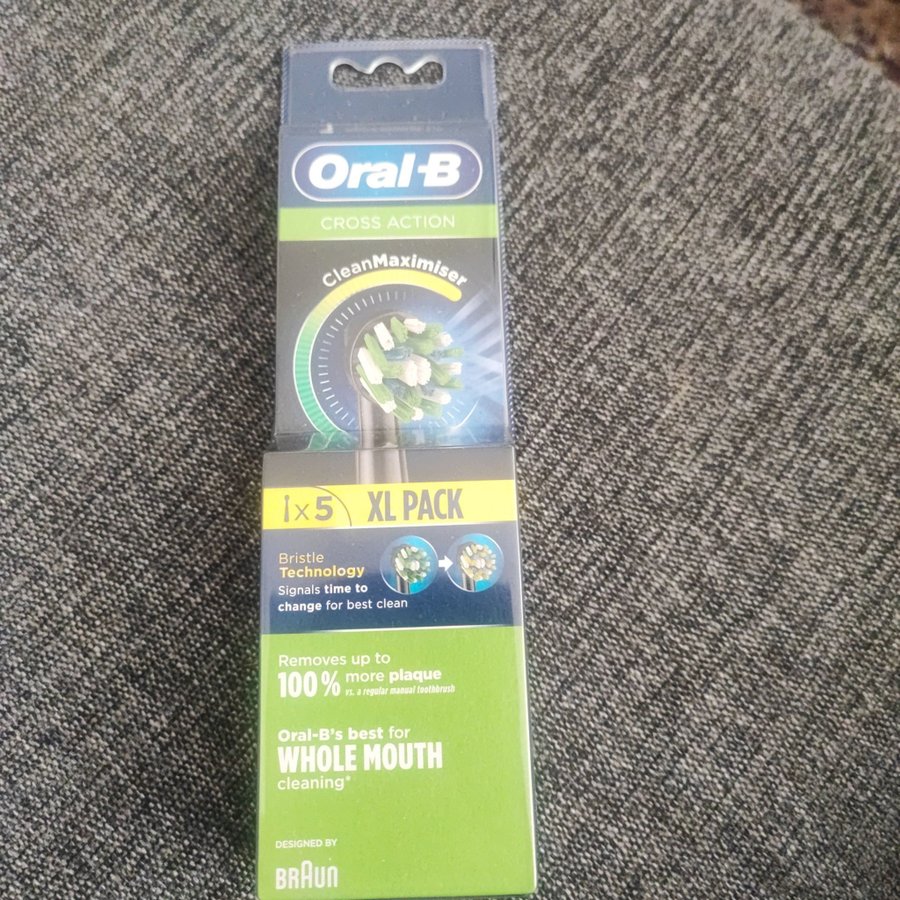 Oral-B
CROSS ACTION
CleanMaximiser
x5 XL PACK
Bristle
Technology
Signals time to
change for best clean
Removes up to
100% more plaque
vs. a regular manual toothbrush
Oral-B's best for
WHOLE MOUTH
cleaning*
DESIGNED BY
BRAUN